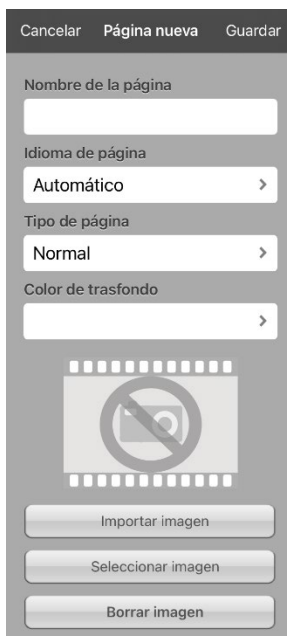 Cancelar Página nueva Guardar
Nombre de la página
Idioma de página
Automático
Tipo de página
Normal
Color de trasfondo
Importar imagen
Seleccionar imagen
Borrar imagen